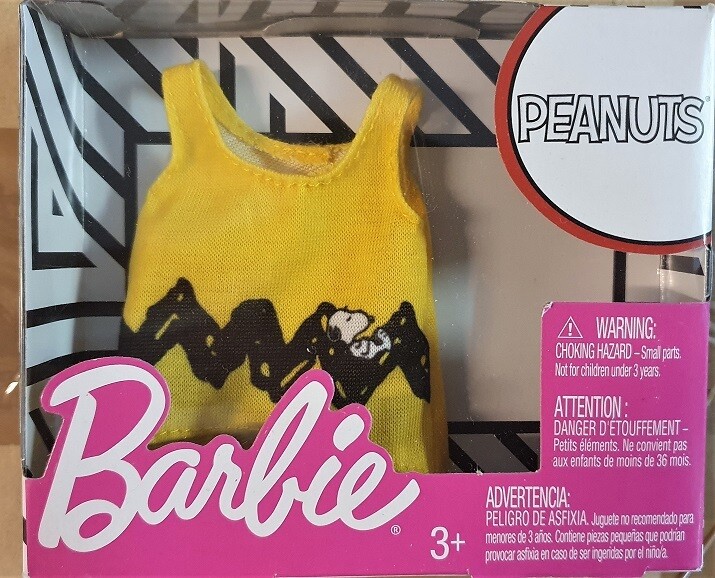 PEANUTS®
⚠ WARNING:
CHOKING HAZARD – Small parts.
Not for children under 3 years.
ATTENTION :
DANGER D'ÉTOUFFEMENT –
Petits éléments. Ne convient pas
aux enfants de moins de 36 mois.
Barbie®
3+
ADVERTENCIA:
PELIGRO DE ASFIXIA. Juguete no recomendado para
menores de 3 años. Contiene piezas pequeñas que podrían
provocar asfixia en caso de ser ingeridas por el niño/a.